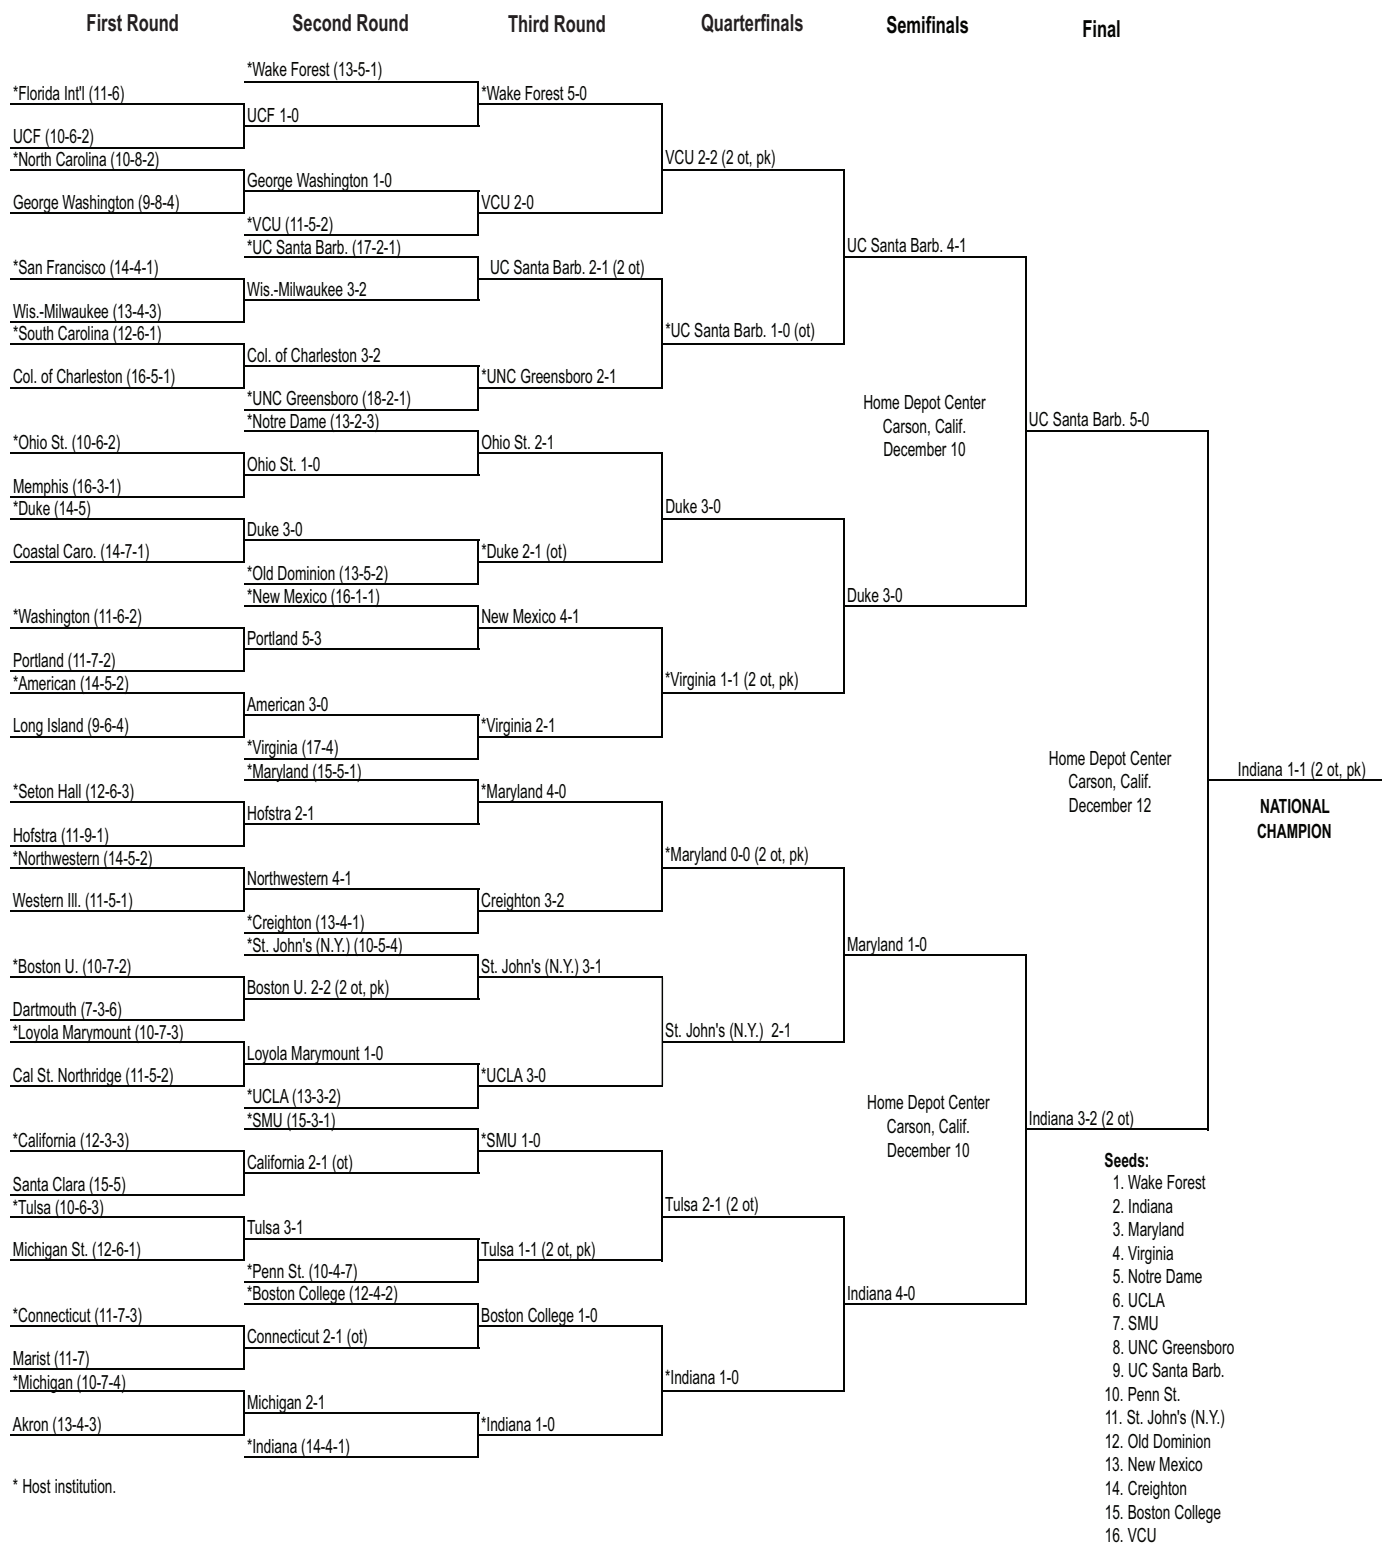 First Round
Second Round
Third Round
Quarterfinals
Semifinals
Final
*Florida Int'l (11-6)
UCF (10-6-2)
*North Carolina (10-8-2)
George Washington (9-8-4)
*San Francisco (14-4-1)
Wis.-Milwaukee (13-4-3)
*South Carolina (12-6-1)
Col. of Charleston (16-5-1)
*Ohio St. (10-6-2)
Memphis (16-3-1)
*Duke (14-5)
Coastal Caro. (14-7-1)
*Washington (11-6-2)
Portland (11-7-2)
*American (14-5-2)
Long Island (9-6-4)
*Seton Hall (12-6-3)
Hofstra (11-9-1)
*Northwestern (14-5-2)
Western Ill. (11-5-1)
*Boston U. (10-7-2)
Dartmouth (7-3-6)
*Loyola Marymount (10-7-3)
Cal St. Northridge (11-5-2)
*California (12-3-3)
Santa Clara (15-5)
*Tulsa (10-6-3)
Michigan St. (12-6-1)
*Connecticut (11-7-3)
Marist (11-7)
*Michigan (10-7-4)
Akron (13-4-3)
* Host institution.
*Wake Forest (13-5-1)
UCF 1-0
George Washington 1-0
*VCU (11-5-2)
*UC Santa Barb. (17-2-1)
Wis.-Milwaukee 3-2
Col. of Charleston 3-2
*UNC Greensboro (18-2-1)
*Notre Dame (13-2-3)
Ohio St. 1-0
Duke 3-0
*Old Dominion (13-5-2)
*New Mexico (16-1-1)
Portland 5-3
American 3-0
*Virginia (17-4)
*Maryland (15-5-1)
Hofstra 2-1
Northwestern 4-1
*Creighton (13-4-1)
*St. John's (N.Y.) (10-5-4)
Boston U. 2-2 (2 ot, pk)
Loyola Marymount 1-0
*UCLA (13-3-2)
*SMU (15-3-1)
California 2-1 (ot)
Tulsa 3-1
*Penn St. (10-4-7)
*Boston College (12-4-2)
Connecticut 2-1 (ot)
Michigan 2-1
*Indiana (14-4-1)
*Wake Forest 5-0
VCU 2-0
UC Santa Barb. 2-1 (2 ot)
*UNC Greensboro 2-1
Ohio St. 2-1
*Duke 2-1 (ot)
New Mexico 4-1
*Virginia 2-1
*Maryland 4-0
Creighton 3-2
St. John's (N.Y.) 3-1
*UCLA 3-0
*SMU 1-0
Tulsa 1-1 (2 ot, pk)
Boston College 1-0
*Indiana 1-0
VCU 2-2 (2 ot, pk)
*UC Santa Barb. 1-0 (ot)
Duke 3-0
*Virginia 1-1 (2 ot, pk)
*Maryland 0-0 (2 ot, pk)
St. John's (N.Y.) 2-1
Tulsa 2-1 (2 ot)
*Indiana 1-0
UC Santa Barb. 4-1
Home Depot Center
Carson, Calif.
December 10
Duke 3-0
Maryland 1-0
Home Depot Center
Carson, Calif.
December 10
Indiana 4-0
UC Santa Barb. 5-0
Home Depot Center
Carson, Calif.
December 12
Indiana 3-2 (2 ot)
Indiana 1-1 (2 ot, pk)
NATIONAL
CHAMPION
Seeds:
1. Wake Forest
2. Indiana
3. Maryland
4. Virginia
5. Notre Dame
6. UCLA
7. SMU
8. UNC Greensboro
9. UC Santa Barb.
10. Penn St.
11. St. John's (N.Y.)
12. Old Dominion
13. New Mexico
14. Creighton
15. Boston College
16. VCU